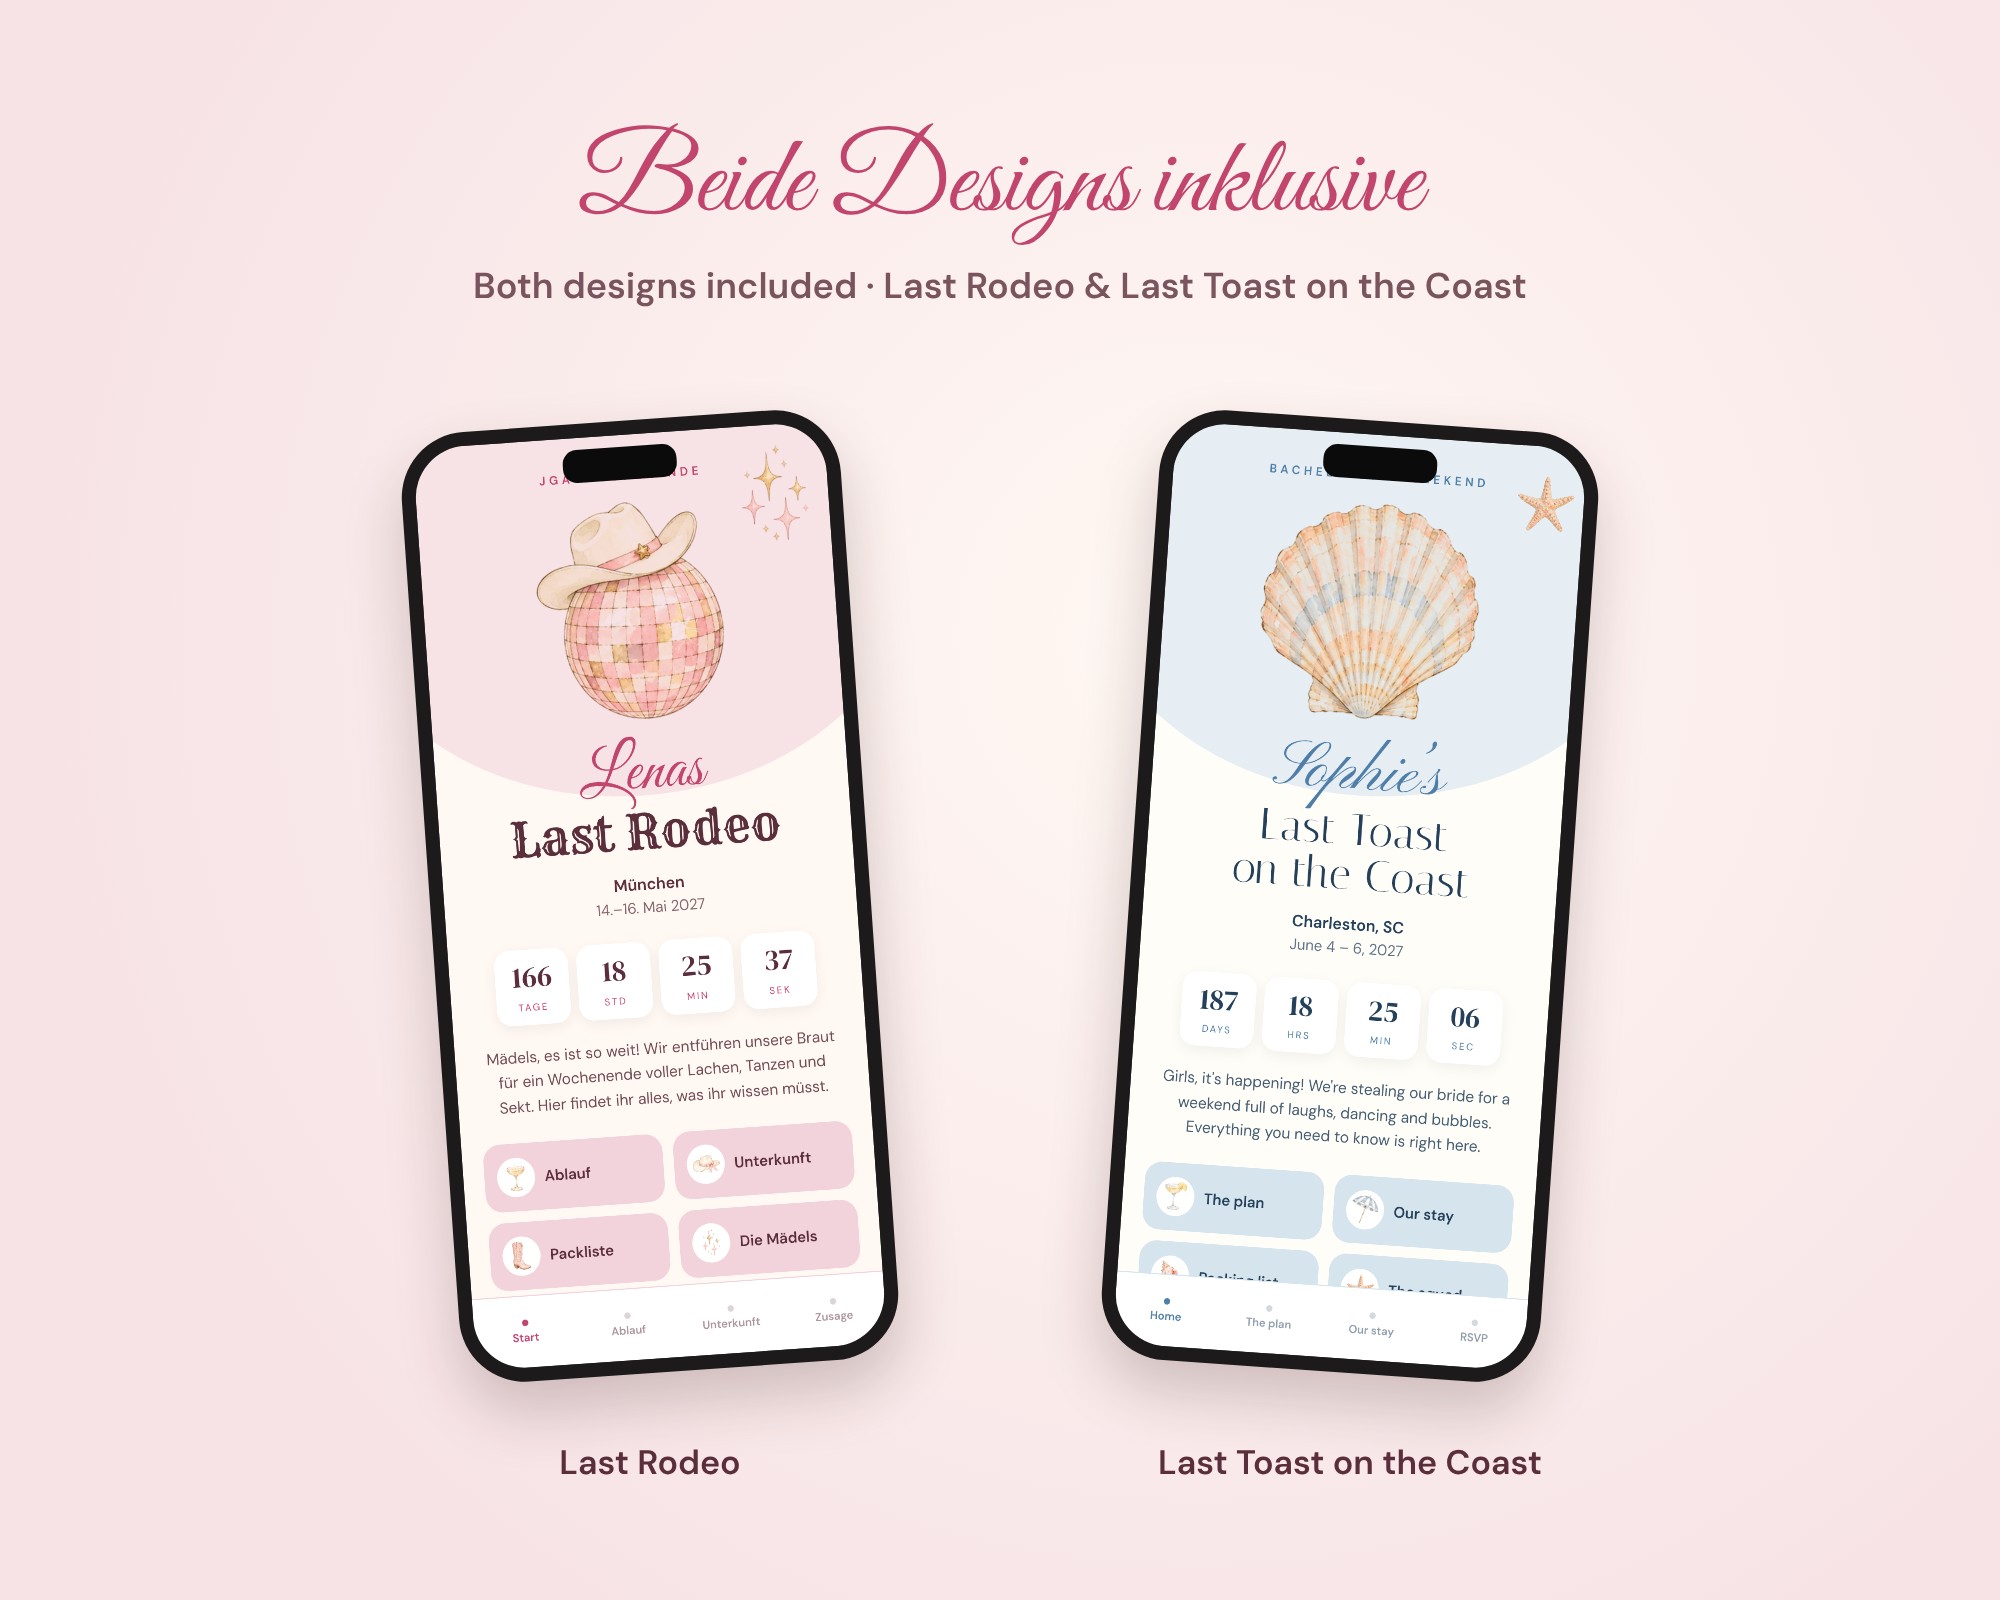 Beide Designs inklusive
Both designs included · Last Rodeo & Last Toast on the Coast
Lenas
Last Rodeo
München
14.–16. Mai 2027
166 18 25 37
TAGE STD MIN SEK
Mädels, es ist so weit! Wir entführen unsere Braut
für ein Wochenende voller Lachen, Tanzen und
Sekt. Hier findet ihr alles, was ihr wissen müsst.
Ablauf Unterkunft
Packliste Die Mädels
Start Ablauf Unterkunft Zusage
Sophie's
Last Toast
on the Coast
Charleston, SC
June 4 – 6, 2027
187 18 25 06
DAYS HRS MIN SEC
Girls, it's happening! We're stealing our bride for a
weekend full of laughs, dancing and bubbles.
Everything you need to know is right here.
The plan Our stay
Packing list The squad
Home The plan Our stay RSVP
Last Rodeo
Last Toast on the Coast